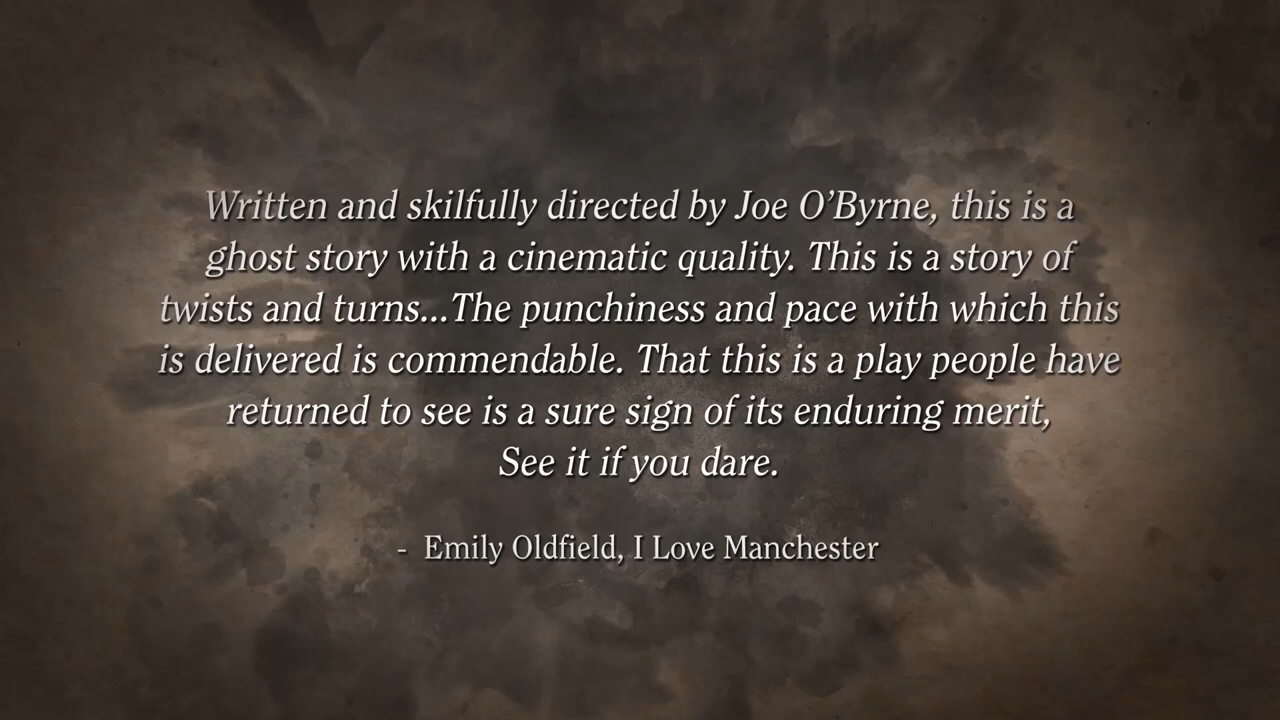 Written and skilfully directed by Joe O’Byrne, this is a
ghost story with a cinematic quality. This is a story of
twists and turns...The punchiness and pace with which this
is delivered is commendable. That this is a play people have
returned to see is a sure sign of its enduring merit,
See it if you dare.
- Emily Oldfield, I Love Manchester